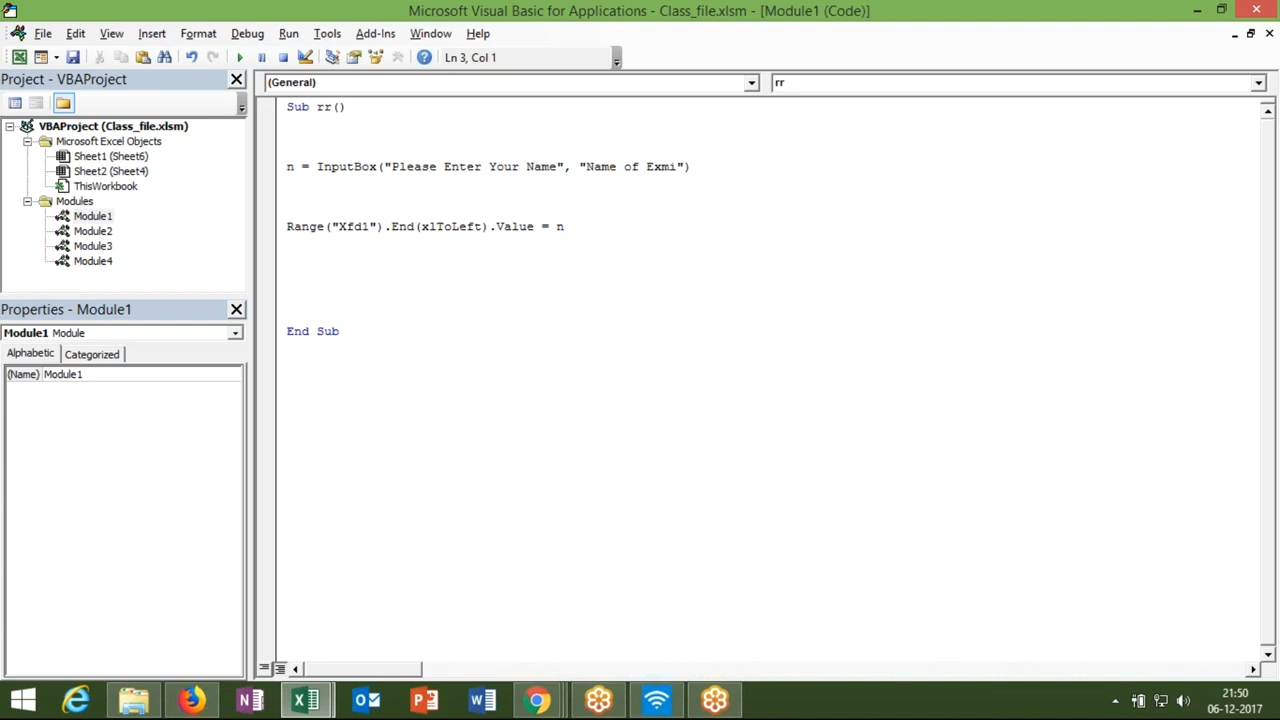 Microsoft Visual Basic for Applications - Class_file.xlsm - [Module1 (Code)]
File Edit View Insert Format Debug Run Tools Add-Ins Window Help
Ln 3, Col 1
Project - VBAProject
(General)
rr
VBAProject (Class_file.xlsm)
Microsoft Excel Objects
Sheet1 (Sheet6)
Sheet2 (Sheet4)
ThisWorkbook
Modules
Module1
Module2
Module3
Module4
Properties - Module1
Module1 Module
Alphabetic Categorized
(Name) Module1
Sub rr()
n = InputBox("Please Enter Your Name", "Name of Exmi")
Range("Xfd1").End(xlToLeft).Value = n
End Sub
21:50
06-12-2017